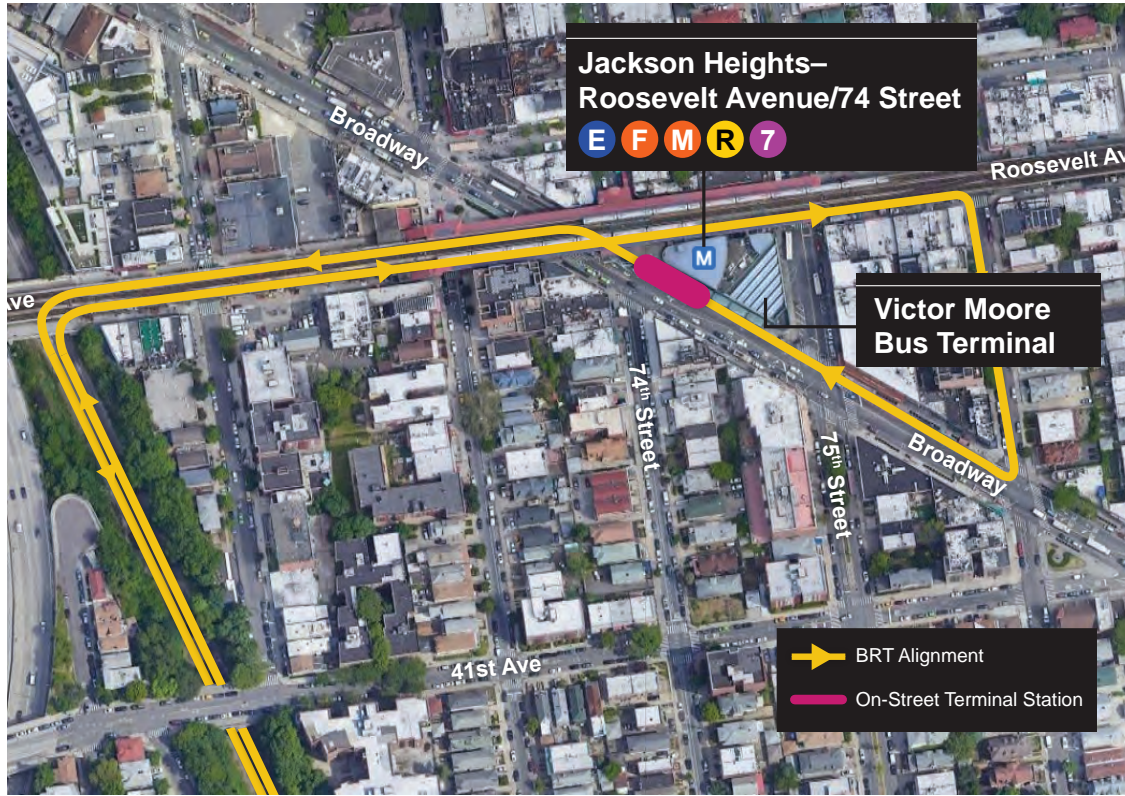 Jackson Heights–
Roosevelt Avenue/74 Street
E F M R 7
Broadway
Roosevelt Av
M
Ave
Victor Moore
Bus Terminal
74th Street
75th Street
Broadway
41st Ave
BRT Alignment
On-Street Terminal Station